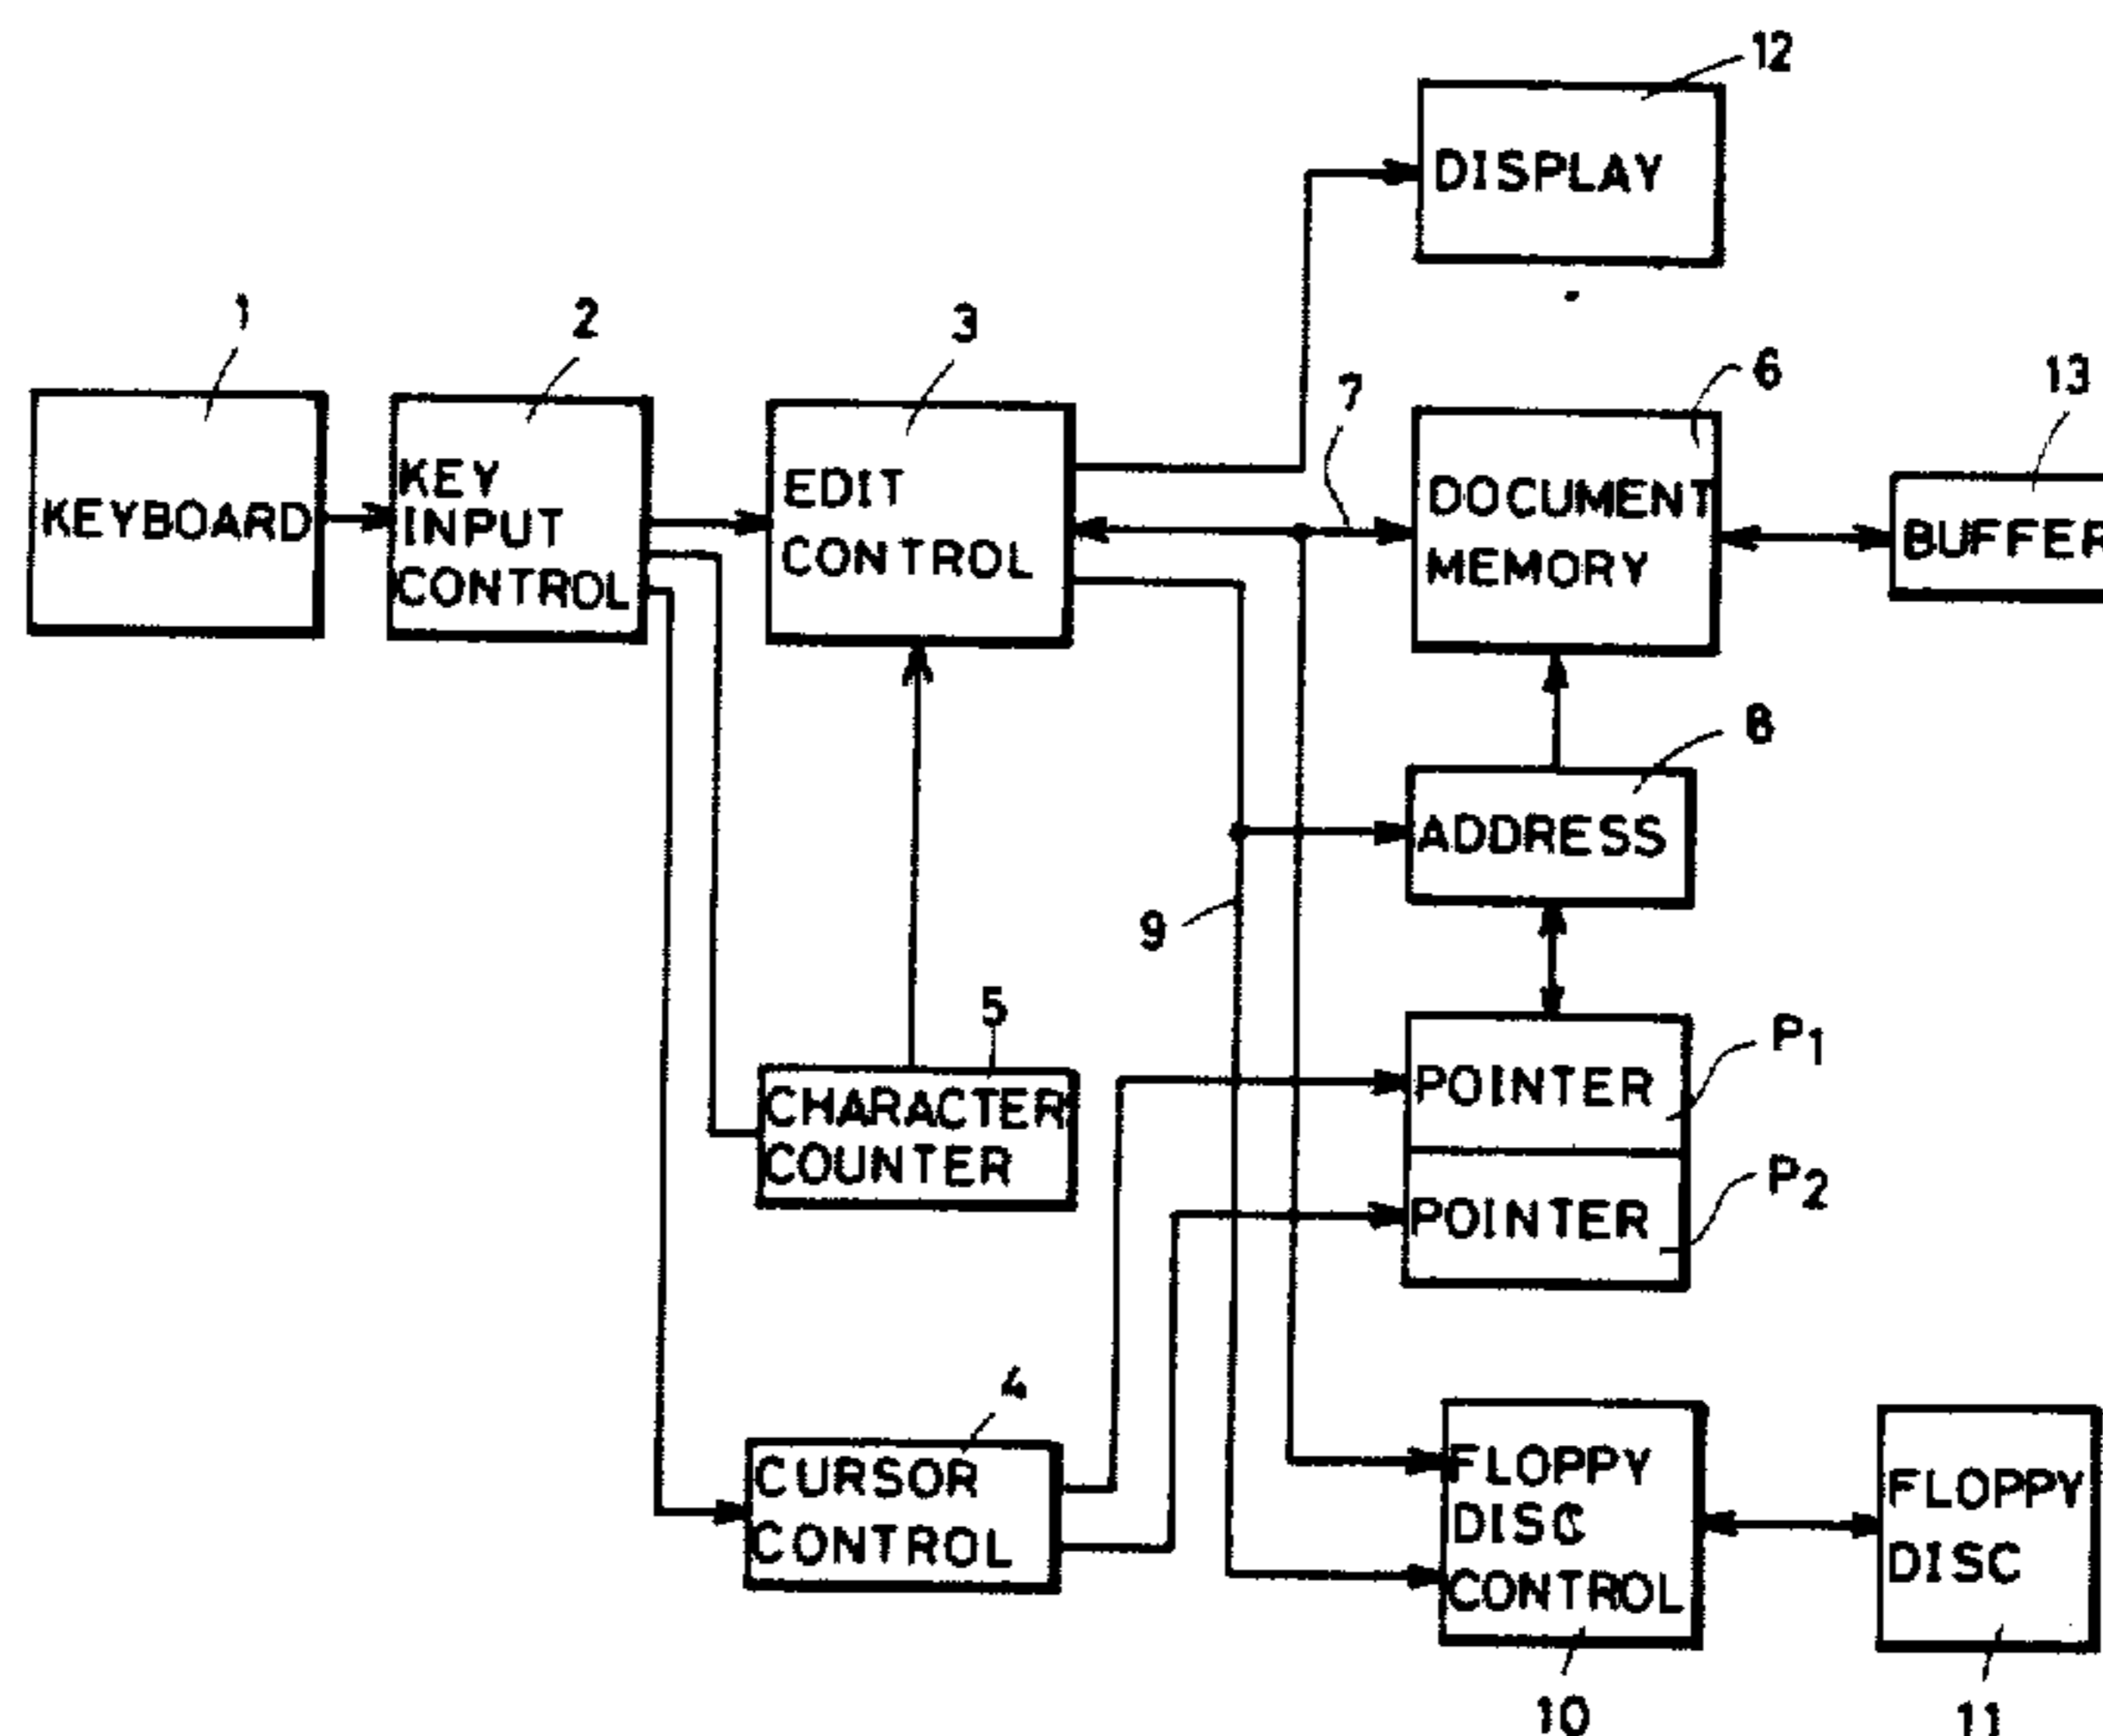 12
DISPLAY
1
2
3
7
6
13
KEYBOARD
KEY
INPUT
CONTROL
EDIT
CONTROL
DOCUMENT
MEMORY
BUFFER
8
ADDRESS
9
5
CHARACTER
COUNTER
POINTER
P1
POINTER
P2
4
CURSOR
CONTROL
FLOPPY
DISC
CONTROL
FLOPPY
DISC
10
11